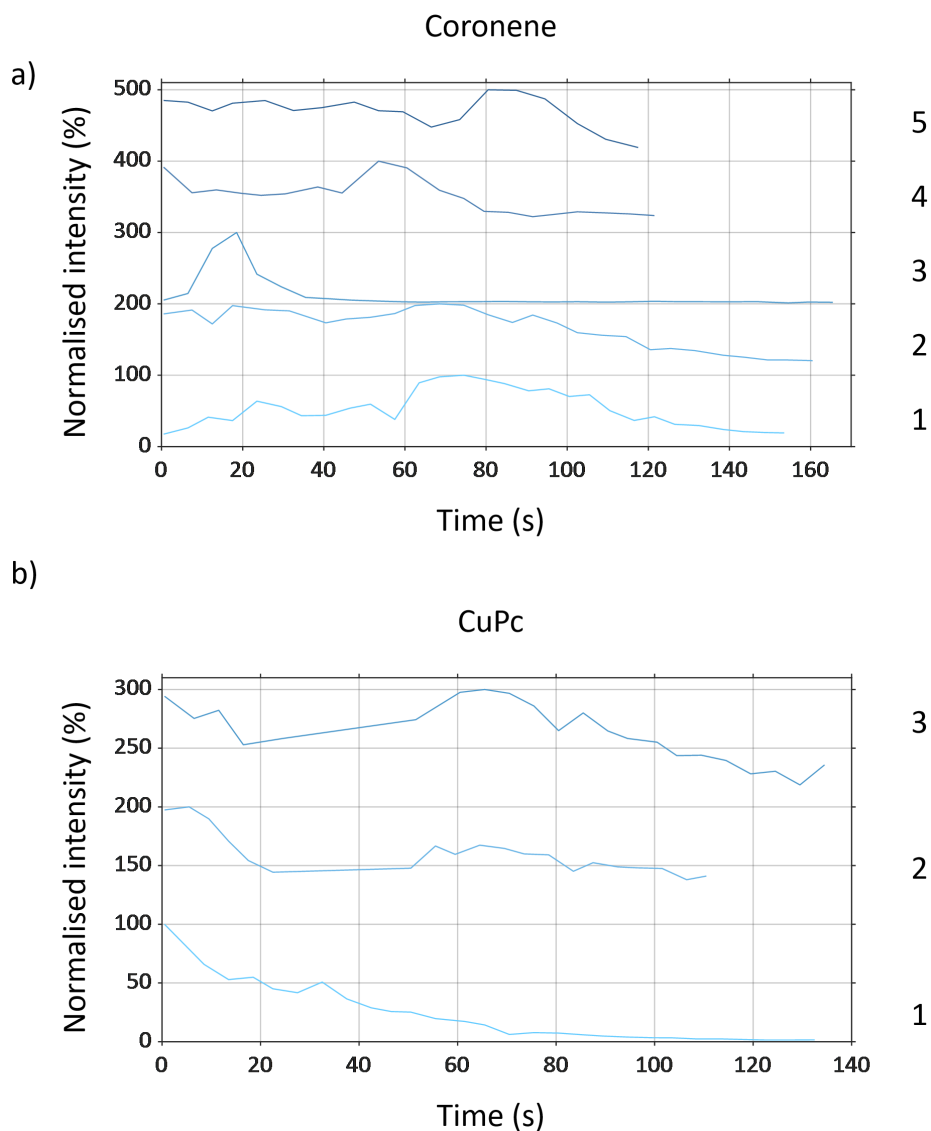 Coronene
a)
Normalised intensity (%)
500
400
300
200
100
0
5
4
3
2
1
0 20 40 60 80 100 120 140 160
Time (s)
b)
CuPc
Normalised intensity (%)
300
250
200
150
100
50
0
3
2
1
0 20 40 60 80 100 120 140
Time (s)